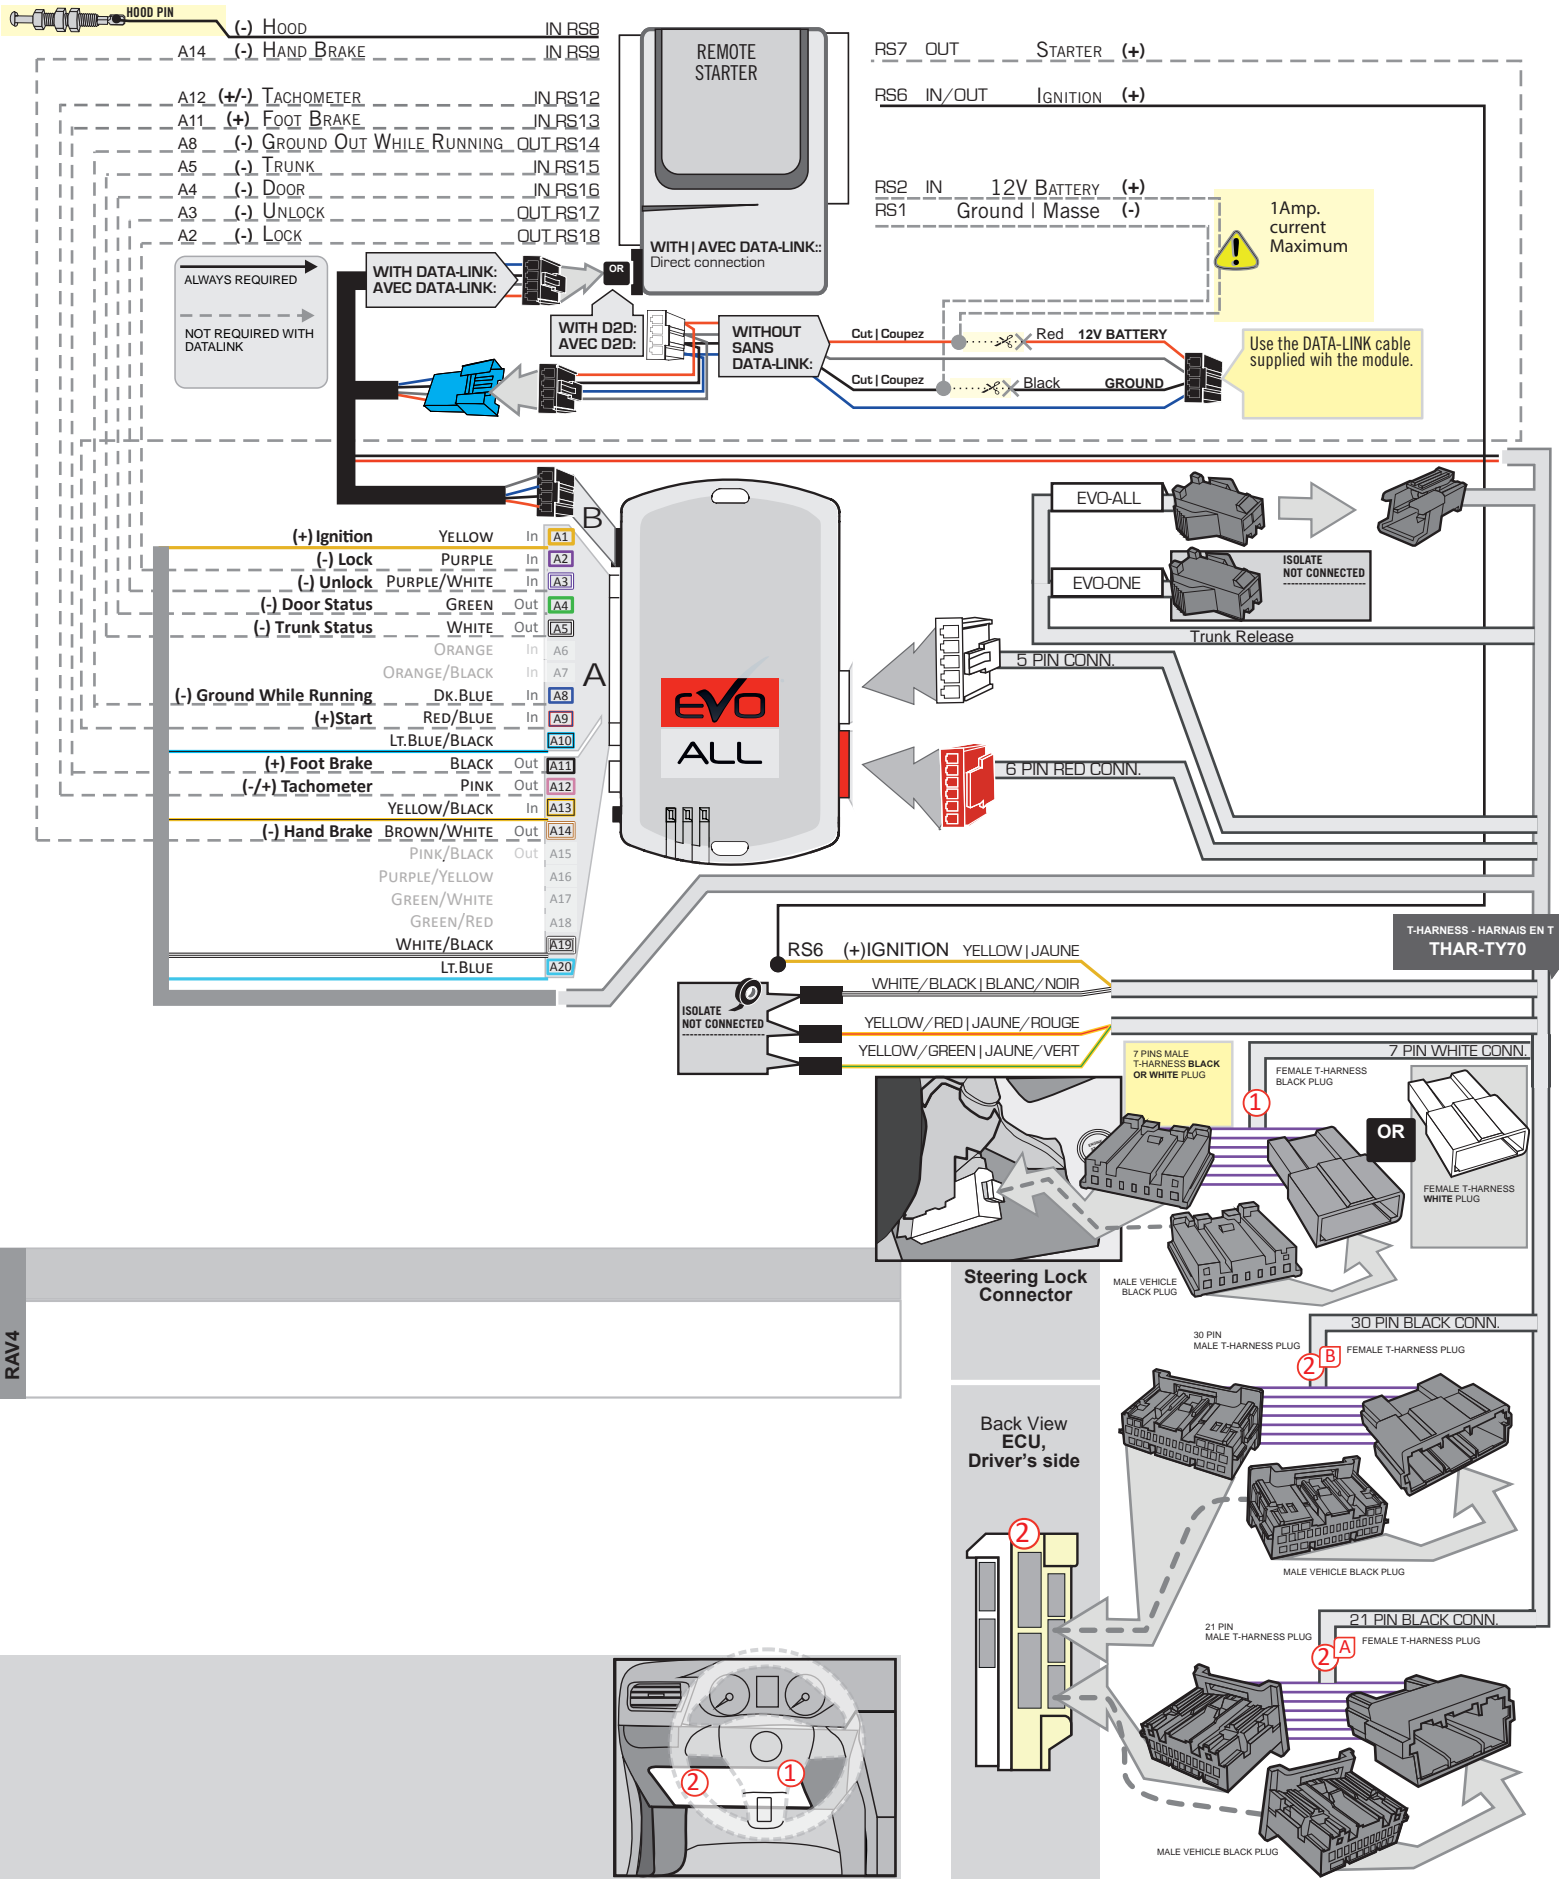 HOOD PIN
(-) HOOD IN RS8
A14 (-) HAND BRAKE IN RS9
A12 (+/-) TACHOMETER IN RS12
A11 (+) FOOT BRAKE IN RS13
A8 (-) GROUND OUT WHILE RUNNING OUT RS14
A5 (-) TRUNK IN RS15
A4 (-) DOOR IN RS16
A3 (-) UNLOCK OUT RS17
A2 (-) LOCK OUT RS18
REMOTE
STARTER
WITH | AVEC DATA-LINK::
Direct connection
RS7 OUT STARTER (+)
RS6 IN/OUT IGNITION (+)
RS2 IN 12V BATTERY (+)
RS1 Ground | Masse (-)
1Amp.
current
Maximum
ALWAYS REQUIRED
NOT REQUIRED WITH
DATALINK
WITH DATA-LINK:
AVEC DATA-LINK:
OR
WITH D2D:
AVEC D2D:
WITHOUT
SANS
DATA-LINK:
Cut | Coupez Red 12V BATTERY
Cut | Coupez Black GROUND
Use the DATA-LINK cable
supplied wih the module.
B
A
(+) Ignition YELLOW In A1
(-) Lock PURPLE In A2
(-) Unlock PURPLE/WHITE In A3
(-) Door Status GREEN Out A4
(-) Trunk Status WHITE Out A5
ORANGE In A6
ORANGE/BLACK In A7
(-) Ground While Running DK.BLUE In A8
(+)Start RED/BLUE In A9
LT.BLUE/BLACK A10
(+) Foot Brake BLACK Out A11
(-/+) Tachometer PINK Out A12
YELLOW/BLACK In A13
(-) Hand Brake BROWN/WHITE Out A14
PINK/BLACK Out A15
PURPLE/YELLOW A16
GREEN/WHITE A17
GREEN/RED A18
WHITE/BLACK A19
LT.BLUE A20
EVO
ALL
EVO-ALL
EVO-ONE
ISOLATE
NOT CONNECTED
Trunk Release
5 PIN CONN.
6 PIN RED CONN.
T-HARNESS - HARNAIS EN T
THAR-TY70
RS6 (+)IGNITION YELLOW | JAUNE
WHITE/BLACK | BLANC/NOIR
YELLOW/RED | JAUNE/ROUGE
YELLOW/GREEN | JAUNE/VERT
ISOLATE
NOT CONNECTED
7 PIN WHITE CONN.
7 PINS MALE
T-HARNESS BLACK
OR WHITE PLUG
FEMALE T-HARNESS
BLACK PLUG
1
OR
FEMALE T-HARNESS
WHITE PLUG
MALE VEHICLE
BLACK PLUG
Steering Lock
Connector
RAV4
30 PIN BLACK CONN.
30 PIN
MALE T-HARNESS PLUG
2 B
FEMALE T-HARNESS PLUG
MALE VEHICLE BLACK PLUG
Back View
ECU,
Driver's side
2
21 PIN BLACK CONN.
21 PIN
MALE T-HARNESS PLUG
2 A
FEMALE T-HARNESS PLUG
MALE VEHICLE BLACK PLUG
2
1